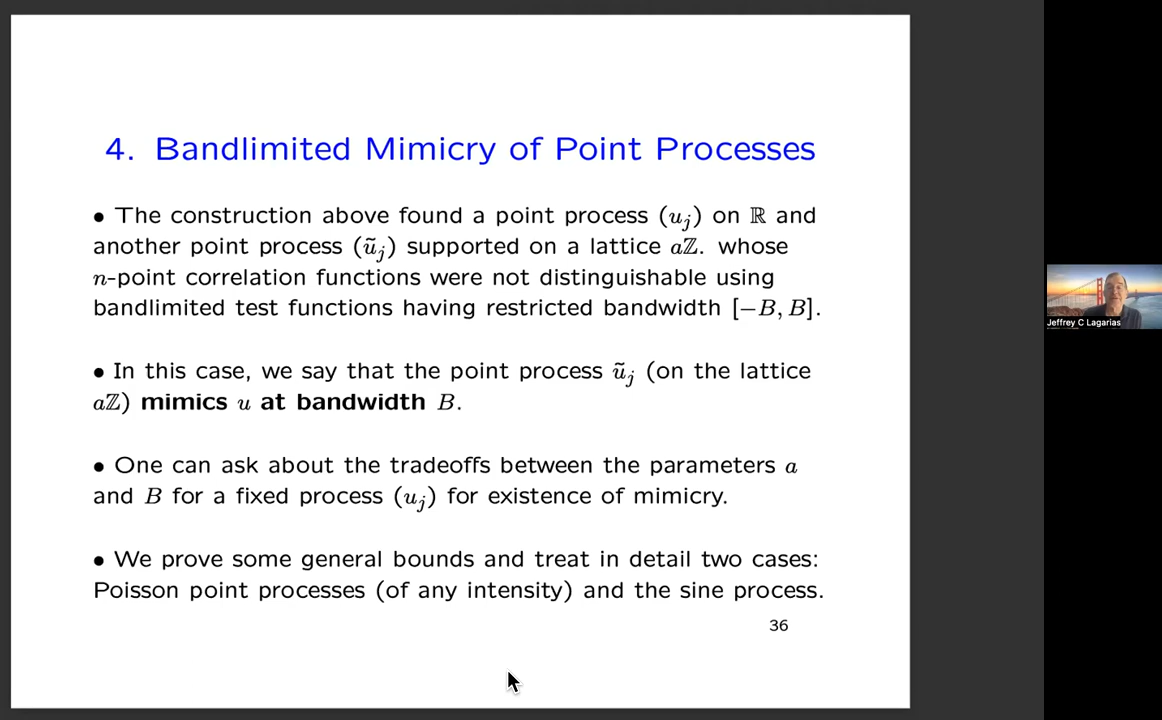 4. Bandlimited Mimicry of Point Processes
• The construction above found a point process (u_j) on ℝ and
another point process (ũ_j) supported on a lattice aℤ. whose
n-point correlation functions were not distinguishable using
bandlimited test functions having restricted bandwidth [−B, B].
• In this case, we say that the point process ũ_j (on the lattice
aℤ) mimics u at bandwidth B.
• One can ask about the tradeoffs between the parameters a
and B for a fixed process (u_j) for existence of mimicry.
• We prove some general bounds and treat in detail two cases:
Poisson point processes (of any intensity) and the sine process.
36
Jeffrey C Lagarias